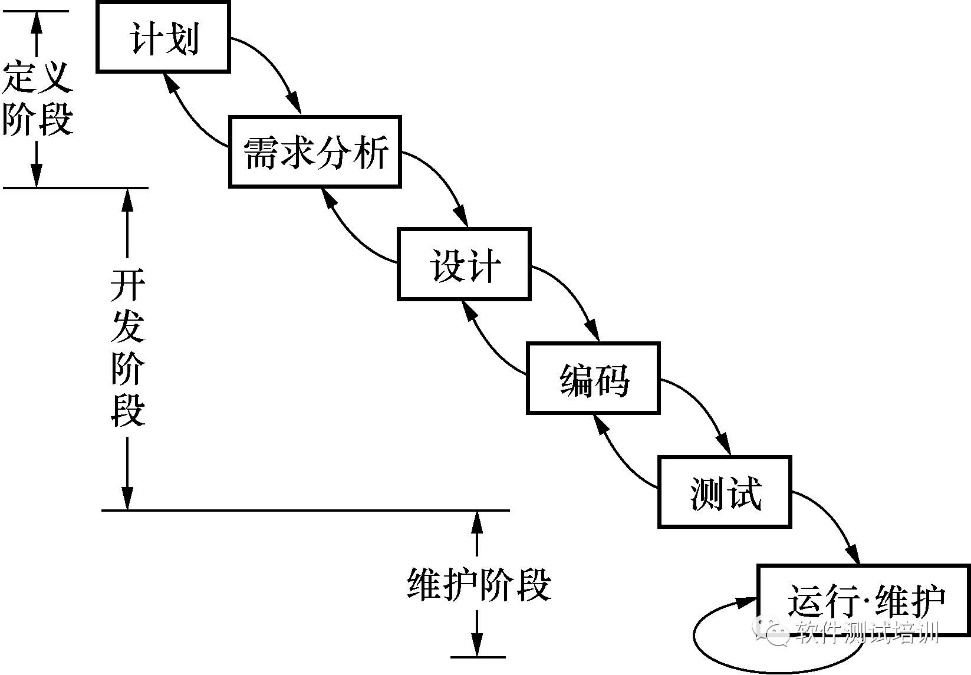 计划
定义
阶段
需求分析
设计
开
发
阶
段
编码
测试
维护阶段
运行·维护
软件测试培训